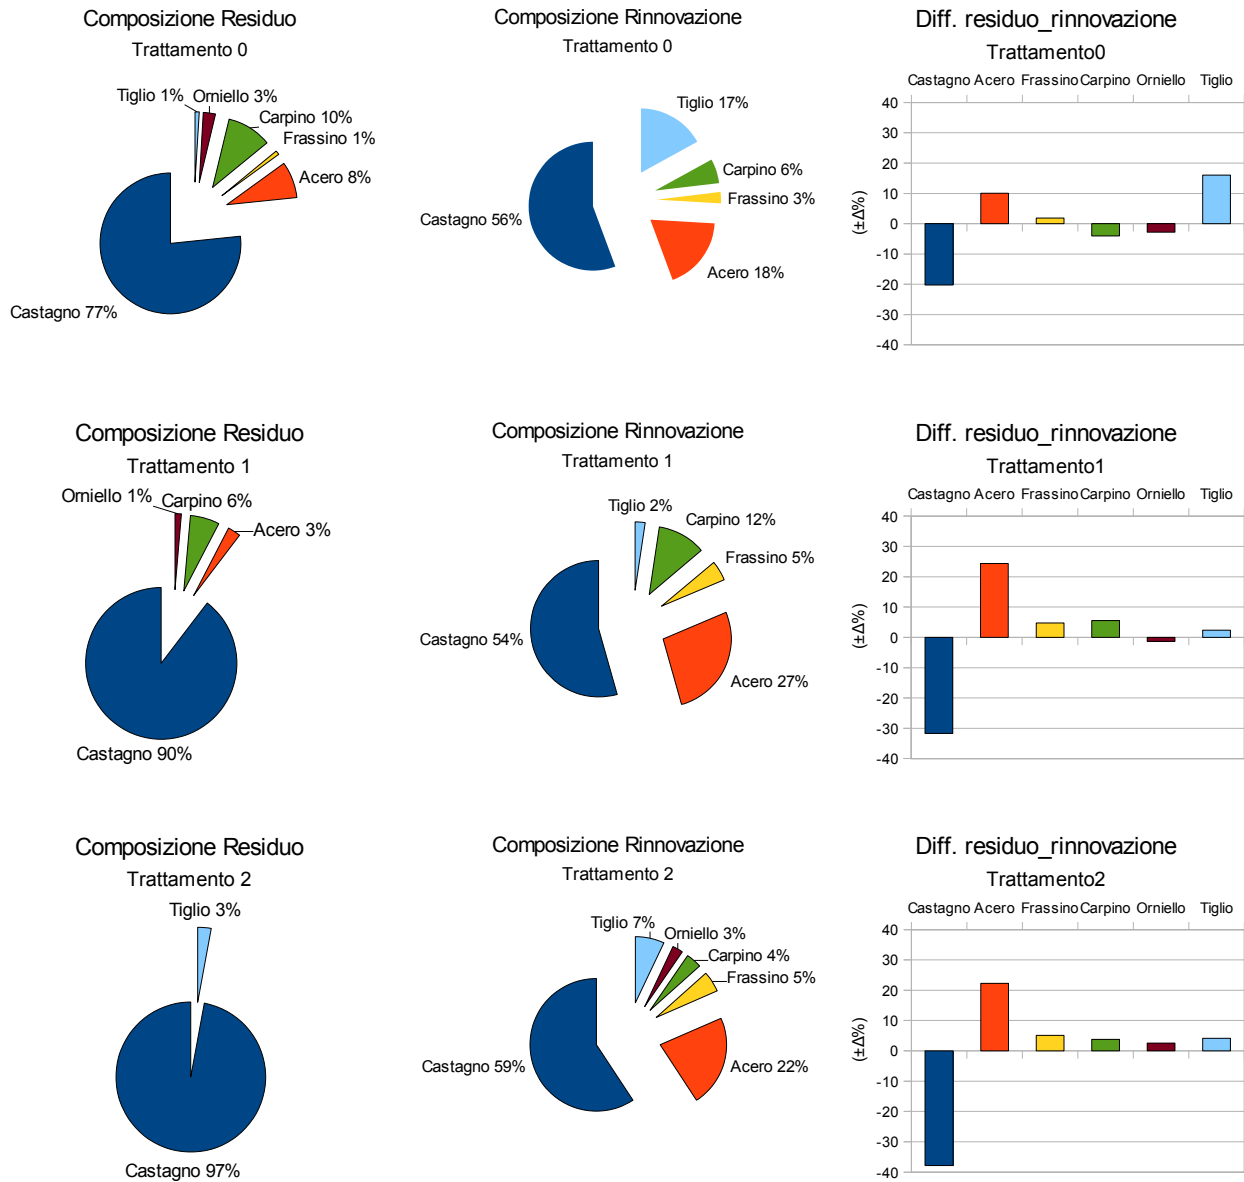 Composizione Residuo
Trattamento 0
Tiglio 1%
Orniello 3%
Carpino 10%
Frassino 1%
Acero 8%
Castagno 77%
Composizione Rinnovazione
Trattamento 0
Tiglio 17%
Carpino 6%
Frassino 3%
Castagno 56%
Acero 18%
Diff. residuo_rinnovazione
Trattamento0
Castagno Acero Frassino Carpino Orniello Tiglio
40
30
20
10
0
-10
-20
-30
-40
(±Δ%)
Composizione Residuo
Trattamento 1
Orniello 1%
Carpino 6%
Acero 3%
Castagno 90%
Composizione Rinnovazione
Trattamento 1
Tiglio 2%
Carpino 12%
Frassino 5%
Castagno 54%
Acero 27%
Diff. residuo_rinnovazione
Trattamento1
Castagno Acero Frassino Carpino Orniello Tiglio
40
30
20
10
0
-10
-20
-30
-40
(±Δ%)
Composizione Residuo
Trattamento 2
Tiglio 3%
Castagno 97%
Composizione Rinnovazione
Trattamento 2
Tiglio 7%
Orniello 3%
Carpino 4%
Frassino 5%
Castagno 59%
Acero 22%
Diff. residuo_rinnovazione
Trattamento2
Castagno Acero Frassino Carpino Orniello Tiglio
40
30
20
10
0
-10
-20
-30
-40
(±Δ%)